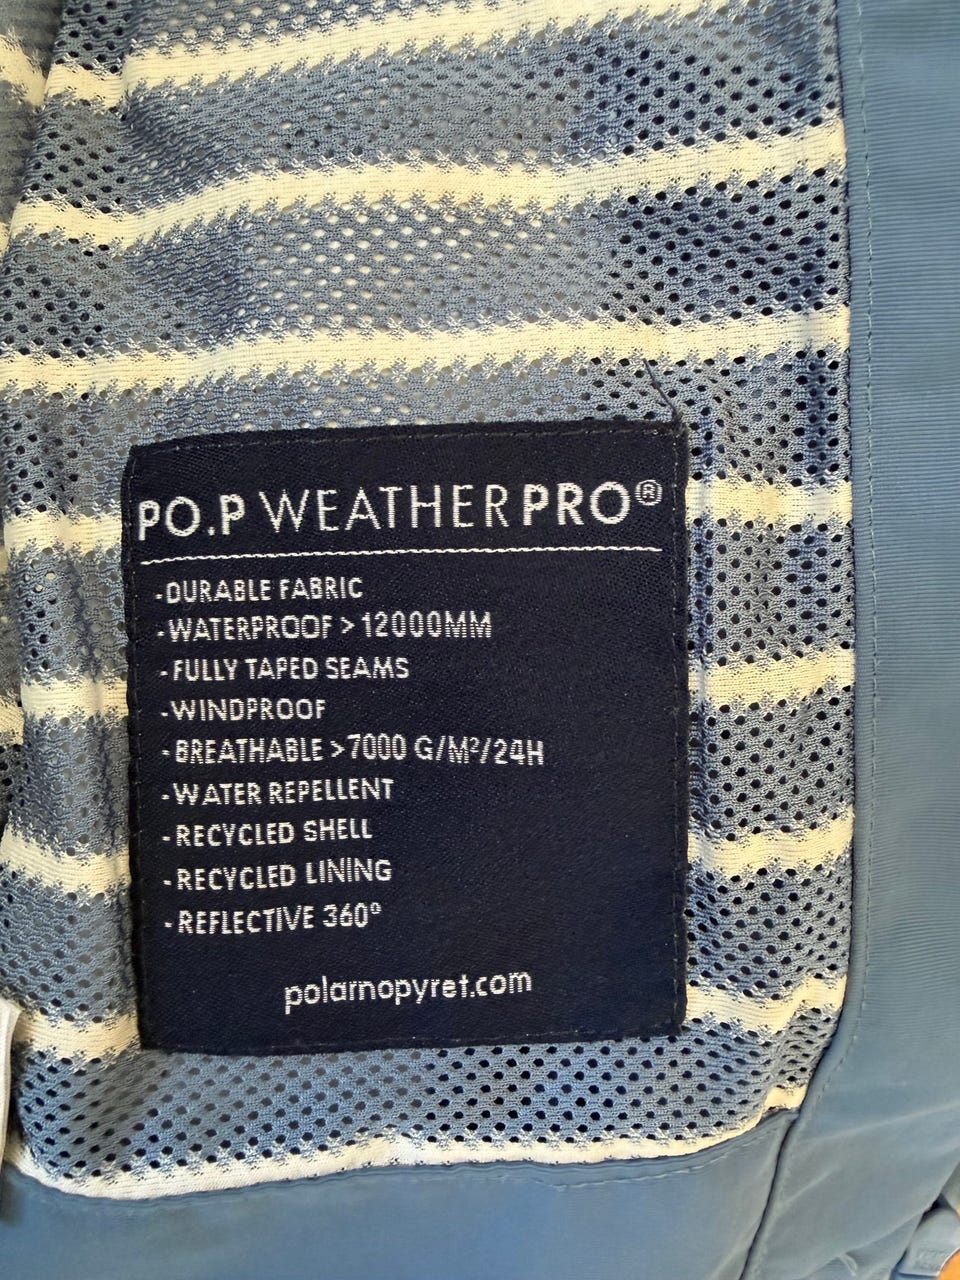 PO.P WEATHERPRO®
-DURABLE FABRIC
-WATERPROOF > 12000MM
-FULLY TAPED SEAMS
-WINDPROOF
-BREATHABLE >7000 G/M²/24H
-WATER REPELLENT
-RECYCLED SHELL
-RECYCLED LINING
-REFLECTIVE 360°
polarnopyret.com